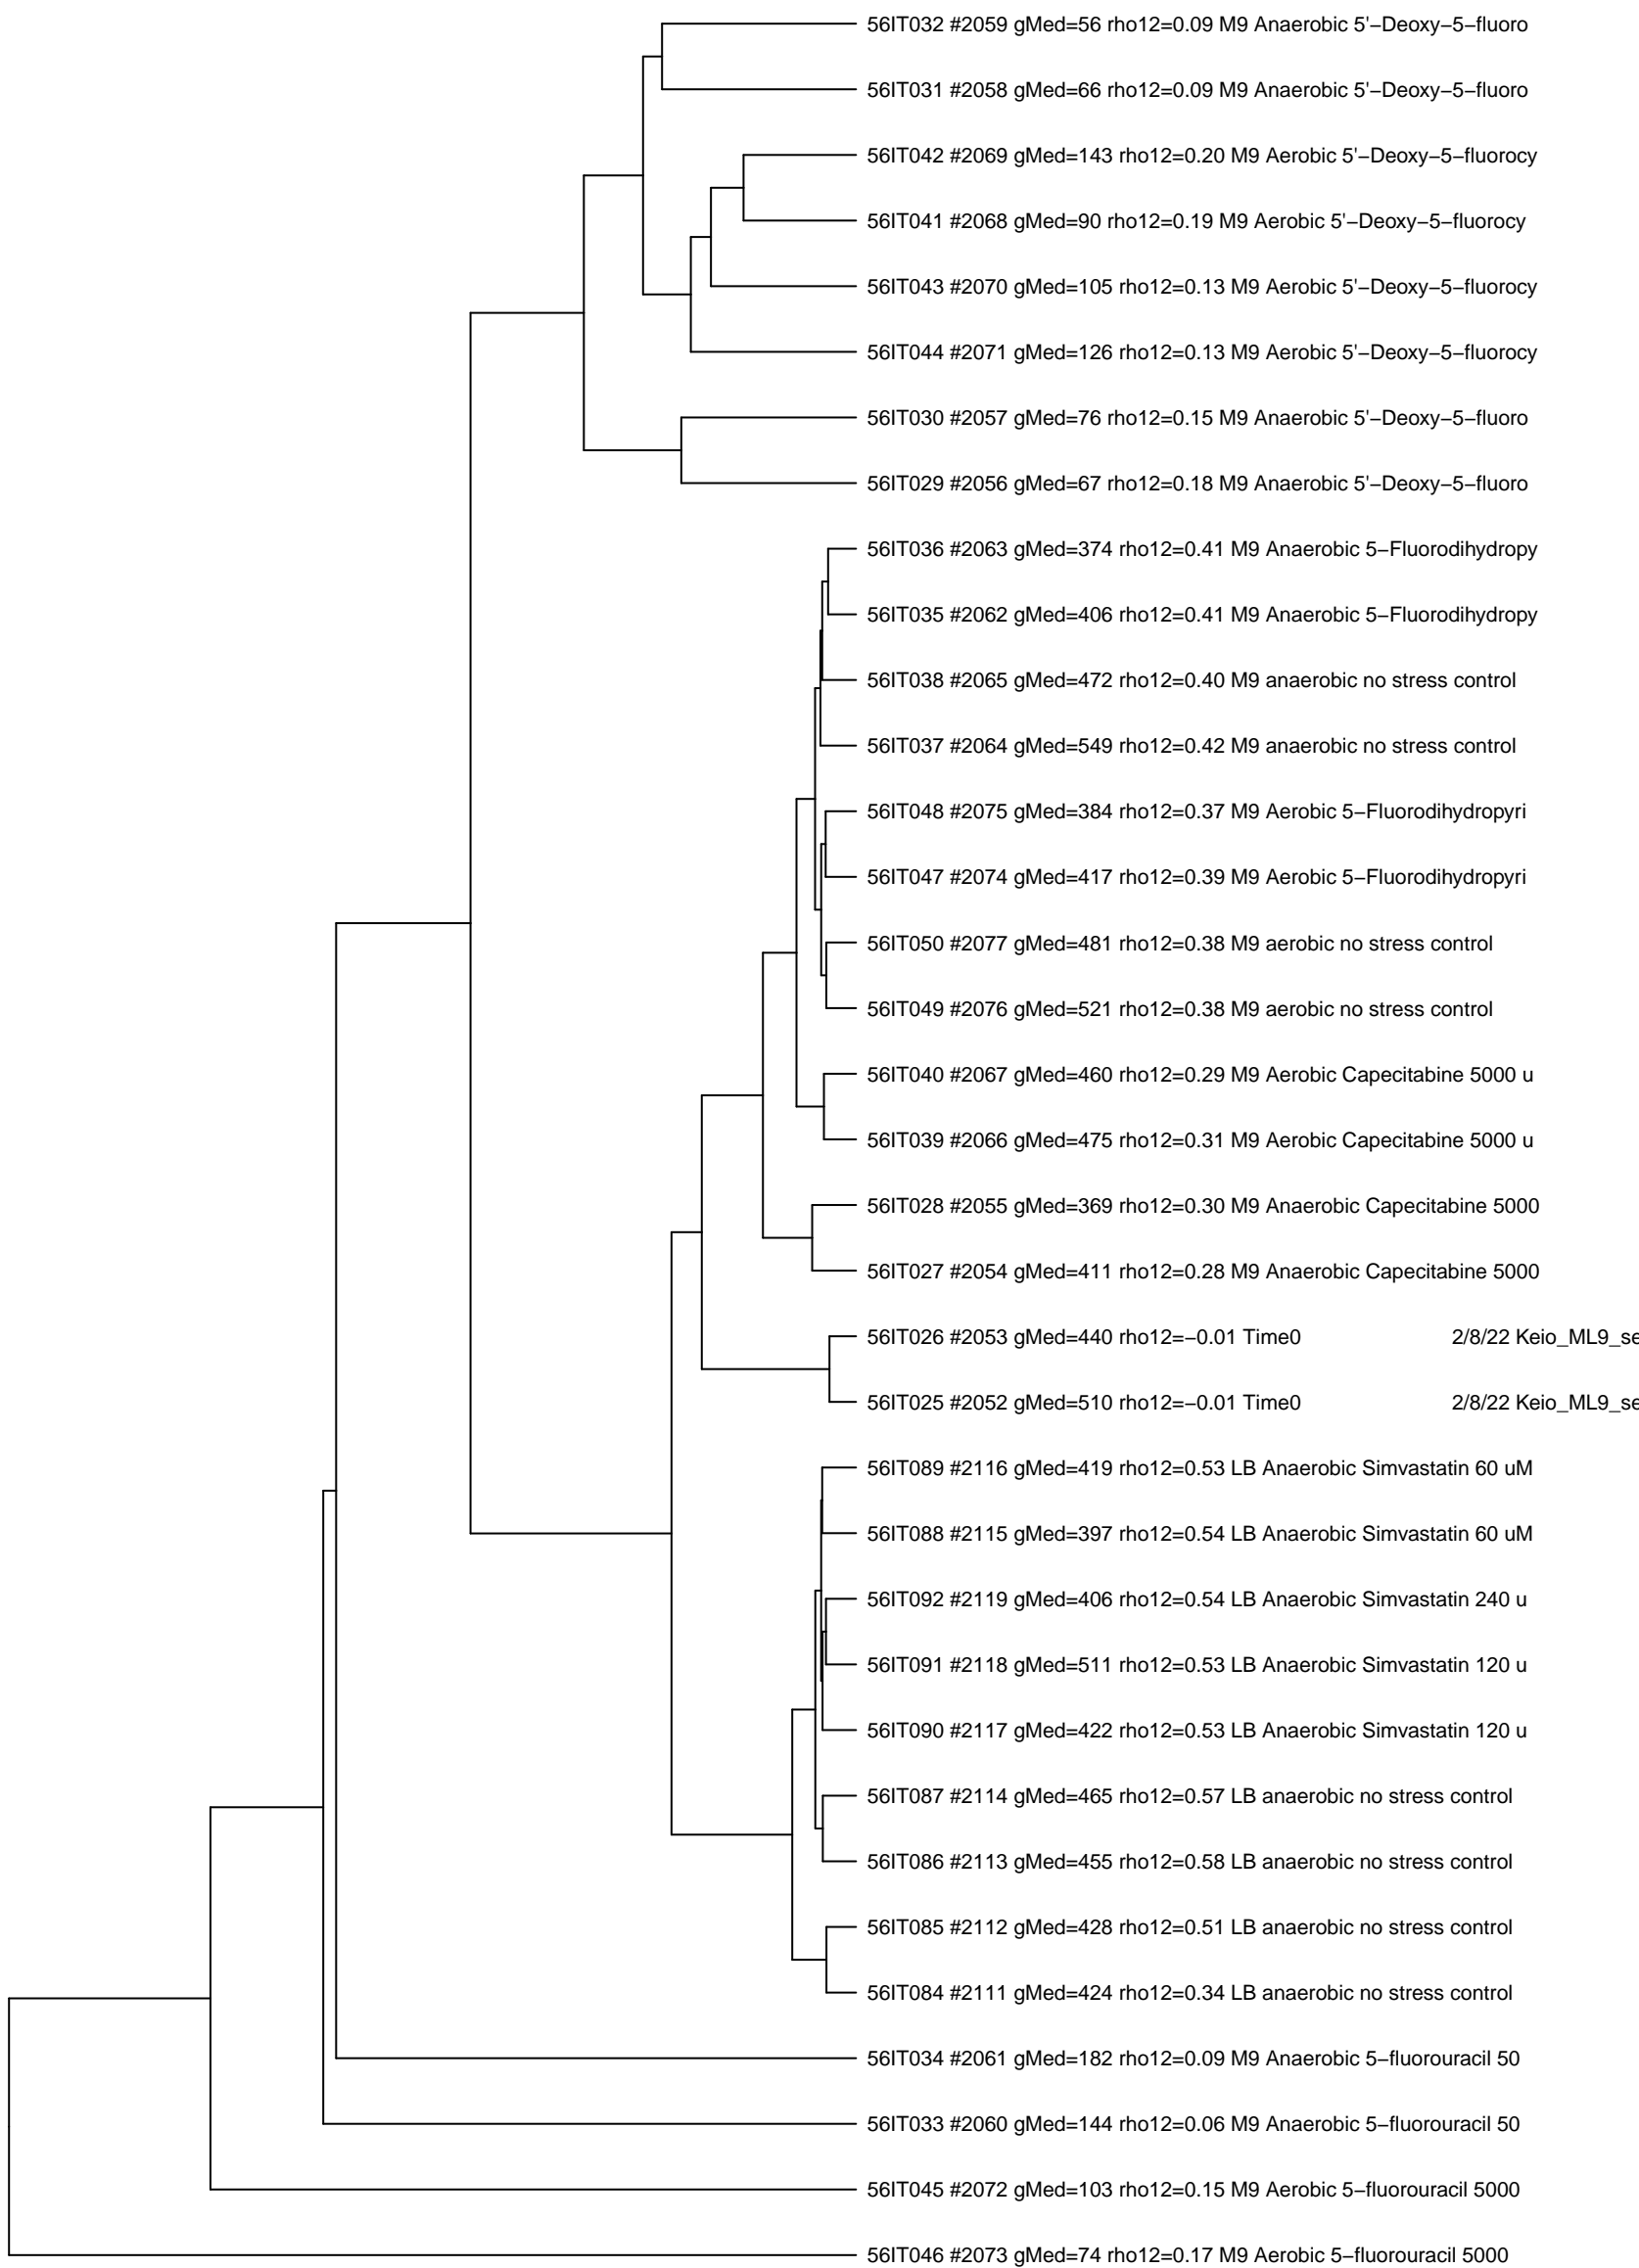 56IT032 #2059 gMed=56 rho12=0.09 M9 Anaerobic 5'−Deoxy−5−fluoro
56IT031 #2058 gMed=66 rho12=0.09 M9 Anaerobic 5'−Deoxy−5−fluoro
56IT042 #2069 gMed=143 rho12=0.20 M9 Aerobic 5'−Deoxy−5−fluorocy
56IT041 #2068 gMed=90 rho12=0.19 M9 Aerobic 5'−Deoxy−5−fluorocy
56IT043 #2070 gMed=105 rho12=0.13 M9 Aerobic 5'−Deoxy−5−fluorocy
56IT044 #2071 gMed=126 rho12=0.13 M9 Aerobic 5'−Deoxy−5−fluorocy
56IT030 #2057 gMed=76 rho12=0.15 M9 Anaerobic 5'−Deoxy−5−fluoro
56IT029 #2056 gMed=67 rho12=0.18 M9 Anaerobic 5'−Deoxy−5−fluoro
56IT036 #2063 gMed=374 rho12=0.41 M9 Anaerobic 5−Fluorodihydropy
56IT035 #2062 gMed=406 rho12=0.41 M9 Anaerobic 5−Fluorodihydropy
56IT038 #2065 gMed=472 rho12=0.40 M9 anaerobic no stress control
56IT037 #2064 gMed=549 rho12=0.42 M9 anaerobic no stress control
56IT048 #2075 gMed=384 rho12=0.37 M9 Aerobic 5−Fluorodihydropyri
56IT047 #2074 gMed=417 rho12=0.39 M9 Aerobic 5−Fluorodihydropyri
56IT050 #2077 gMed=481 rho12=0.38 M9 aerobic no stress control
56IT049 #2076 gMed=521 rho12=0.38 M9 aerobic no stress control
56IT040 #2067 gMed=460 rho12=0.29 M9 Aerobic Capecitabine 5000 u
56IT039 #2066 gMed=475 rho12=0.31 M9 Aerobic Capecitabine 5000 u
56IT028 #2055 gMed=369 rho12=0.30 M9 Anaerobic Capecitabine 5000
56IT027 #2054 gMed=411 rho12=0.28 M9 Anaerobic Capecitabine 5000
56IT026 #2053 gMed=440 rho12=−0.01 Time0 2/8/22 Keio_ML9_se
56IT025 #2052 gMed=510 rho12=−0.01 Time0 2/8/22 Keio_ML9_se
56IT089 #2116 gMed=419 rho12=0.53 LB Anaerobic Simvastatin 60 uM
56IT088 #2115 gMed=397 rho12=0.54 LB Anaerobic Simvastatin 60 uM
56IT092 #2119 gMed=406 rho12=0.54 LB Anaerobic Simvastatin 240 u
56IT091 #2118 gMed=511 rho12=0.53 LB Anaerobic Simvastatin 120 u
56IT090 #2117 gMed=422 rho12=0.53 LB Anaerobic Simvastatin 120 u
56IT087 #2114 gMed=465 rho12=0.57 LB anaerobic no stress control
56IT086 #2113 gMed=455 rho12=0.58 LB anaerobic no stress control
56IT085 #2112 gMed=428 rho12=0.51 LB anaerobic no stress control
56IT084 #2111 gMed=424 rho12=0.34 LB anaerobic no stress control
56IT034 #2061 gMed=182 rho12=0.09 M9 Anaerobic 5−fluorouracil 50
56IT033 #2060 gMed=144 rho12=0.06 M9 Anaerobic 5−fluorouracil 50
56IT045 #2072 gMed=103 rho12=0.15 M9 Aerobic 5−fluorouracil 5000
56IT046 #2073 gMed=74 rho12=0.17 M9 Aerobic 5−fluorouracil 5000